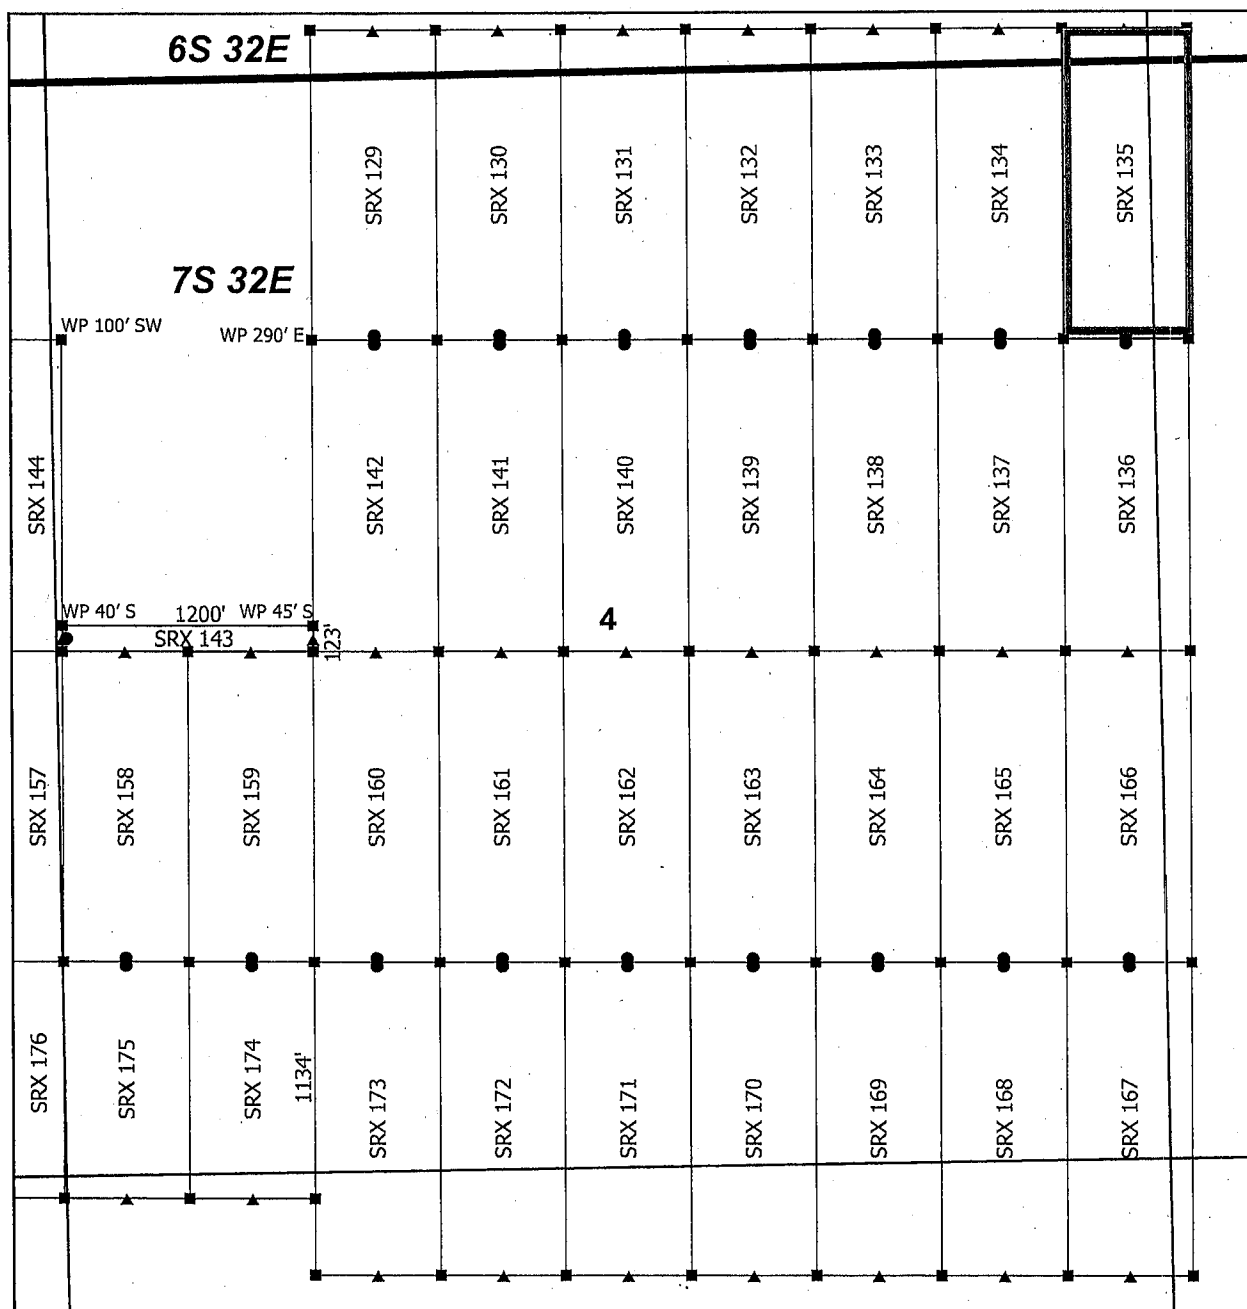 6S 32E
SRX 129
SRX 130
SRX 131
SRX 132
SRX 133
SRX 134
SRX 135
7S 32E
WP 100' SW
WP 290' E
SRX 144
SRX 142
SRX 141
SRX 140
SRX 139
SRX 138
SRX 137
SRX 136
WP 40' S
1200'
WP 45' S
SRX 143
123'
4
SRX 157
SRX 158
SRX 159
SRX 160
SRX 161
SRX 162
SRX 163
SRX 164
SRX 165
SRX 166
SRX 176
SRX 175
SRX 174
1134'
SRX 173
SRX 172
SRX 171
SRX 170
SRX 169
SRX 168
SRX 167